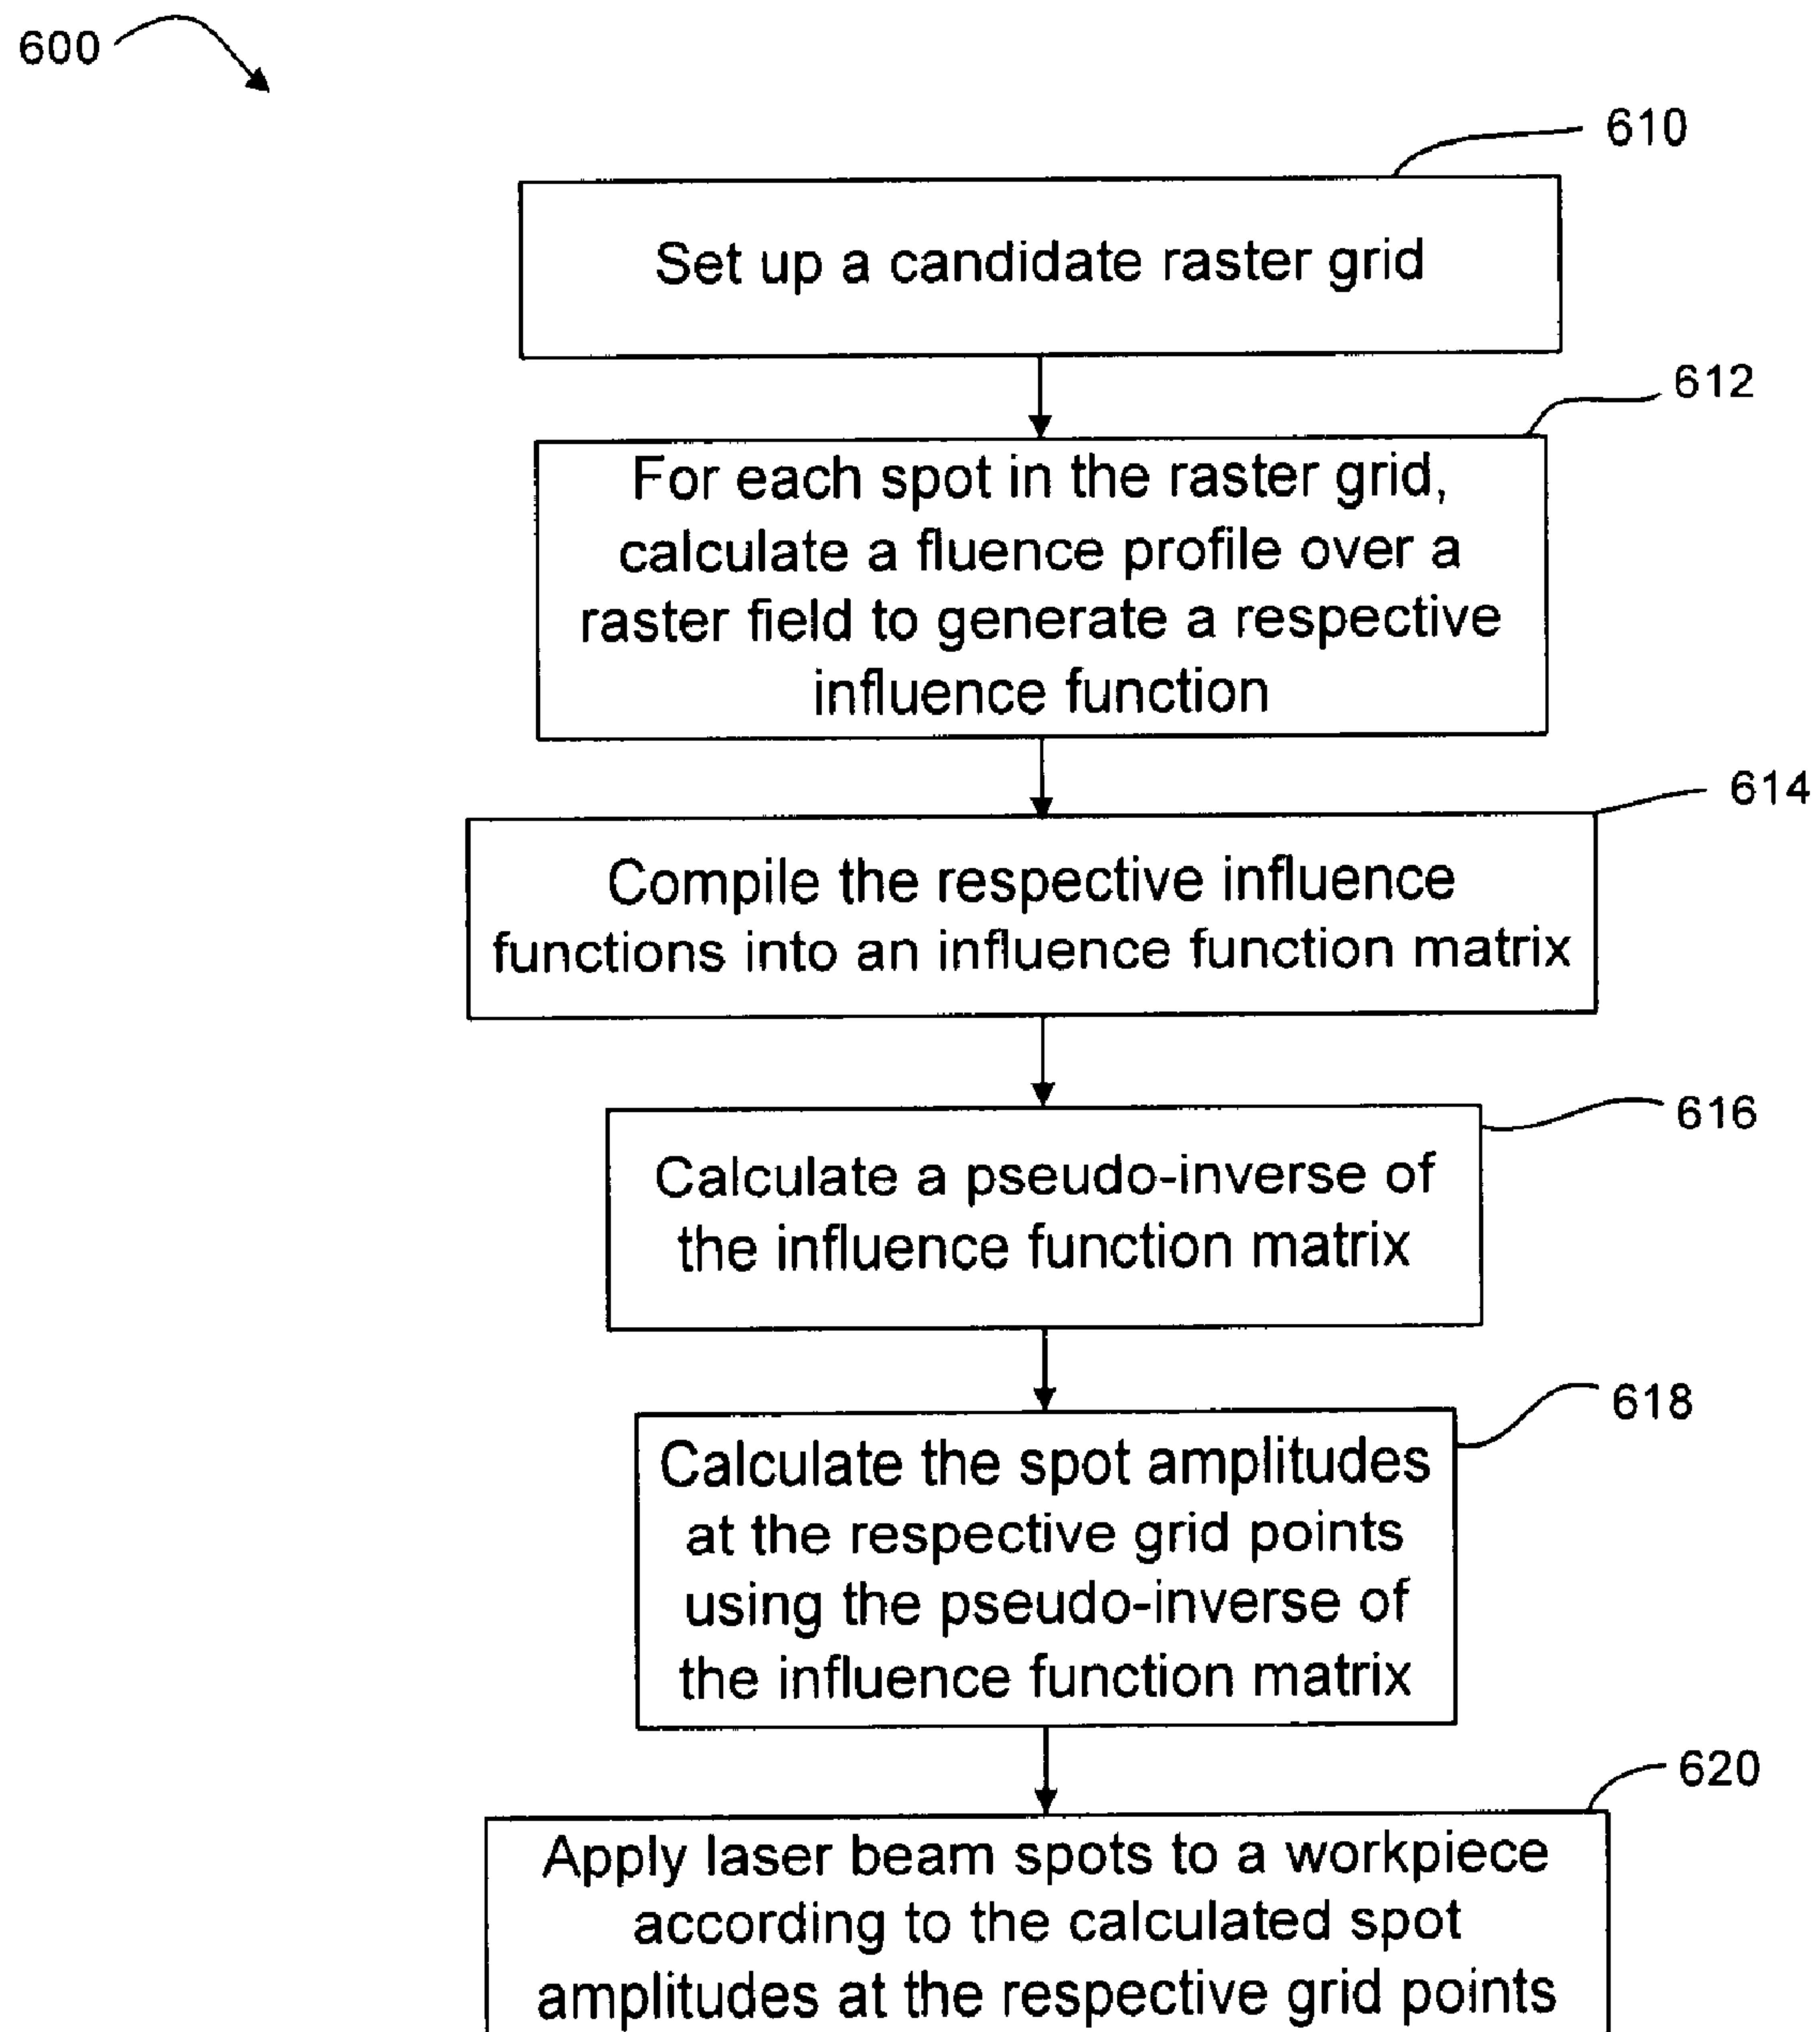 600
610
Set up a candidate raster grid
612
For each spot in the raster grid,
calculate a fluence profile over a
raster field to generate a respective
influence function
614
Compile the respective influence
functions into an influence function matrix
616
Calculate a pseudo-inverse of
the influence function matrix
618
Calculate the spot amplitudes
at the respective grid points
using the pseudo-inverse of
the influence function matrix
620
Apply laser beam spots to a workpiece
according to the calculated spot
amplitudes at the respective grid points